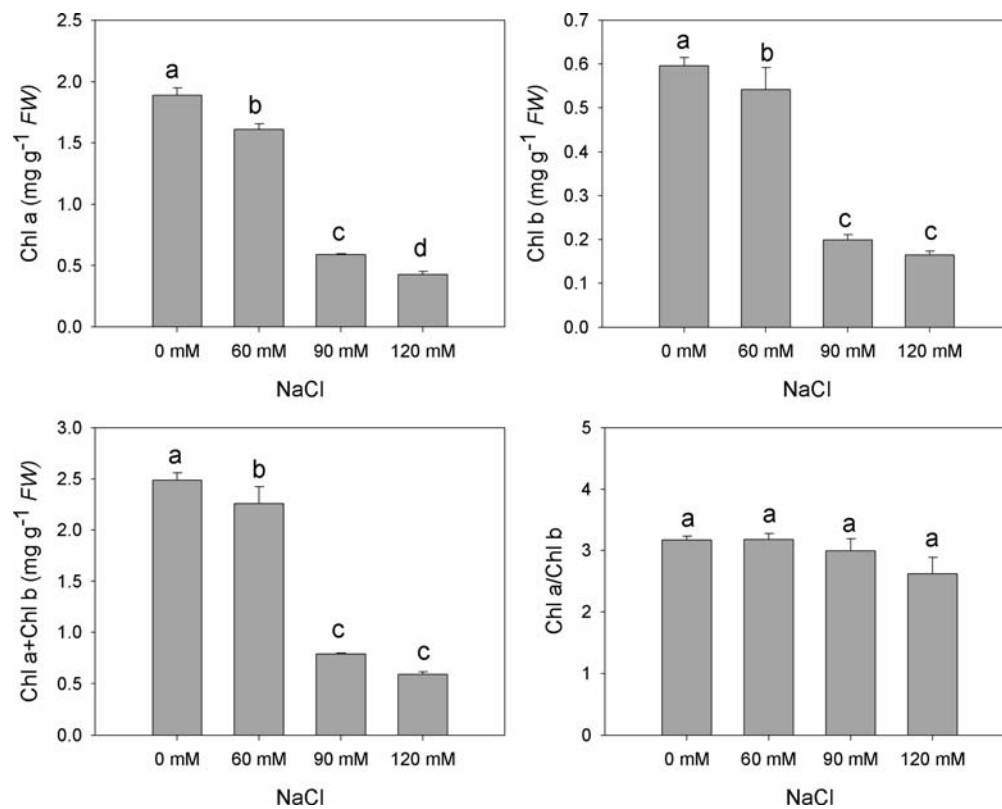 Chl a (mg g⁻¹ FW)
2.5
2.0
1.5
1.0
0.5
0.0
a
b
c
d
0 mM 60 mM 90 mM 120 mM
NaCl
Chl b (mg g⁻¹ FW)
0.7
0.6
0.5
0.4
0.3
0.2
0.1
0.0
a
b
c
c
0 mM 60 mM 90 mM 120 mM
NaCl
Chl a+Chl b (mg g⁻¹ FW)
3.0
2.5
2.0
1.5
1.0
0.5
0.0
a
b
c
c
0 mM 60 mM 90 mM 120 mM
NaCl
Chl a/Chl b
5
4
3
2
1
0
a
a
a
a
0 mM 60 mM 90 mM 120 mM
NaCl